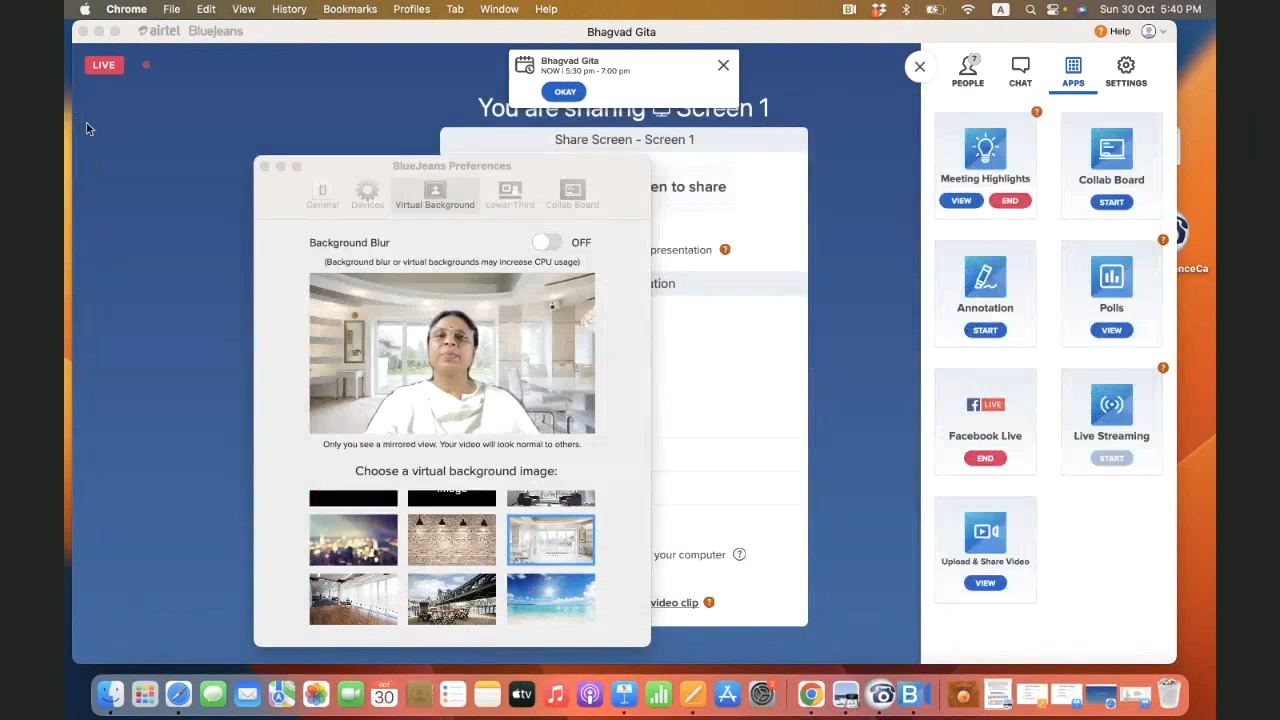 Chrome File Edit View History Bookmarks Profiles Tab Window Help
A Sun 30 Oct 5:40 PM
airtel BlueJeans
Bhagvad Gita
? Help
LIVE
Bhagvad Gita
NOW | 5:30 pm - 7:00 pm
OKAY
You are sharing Screen 1
Share Screen - Screen 1
en to share
presentation ?
ation
your computer ?
video clip ?
BlueJeans Preferences
General Devices Virtual Background Lower Third Collab Board
Background Blur OFF
(Background blur or virtual backgrounds may increase CPU usage)
Only you see a mirrored view. Your video will look normal to others.
Choose a virtual background image:
7
PEOPLE CHAT APPS SETTINGS
?
Meeting Highlights
VIEW END
Collab Board
START
Annotation
START
?
Polls
VIEW
f LIVE
Facebook Live
END
?
Live Streaming
START
Upload & Share Video
VIEW
anceCa
OCT
30
tv
B